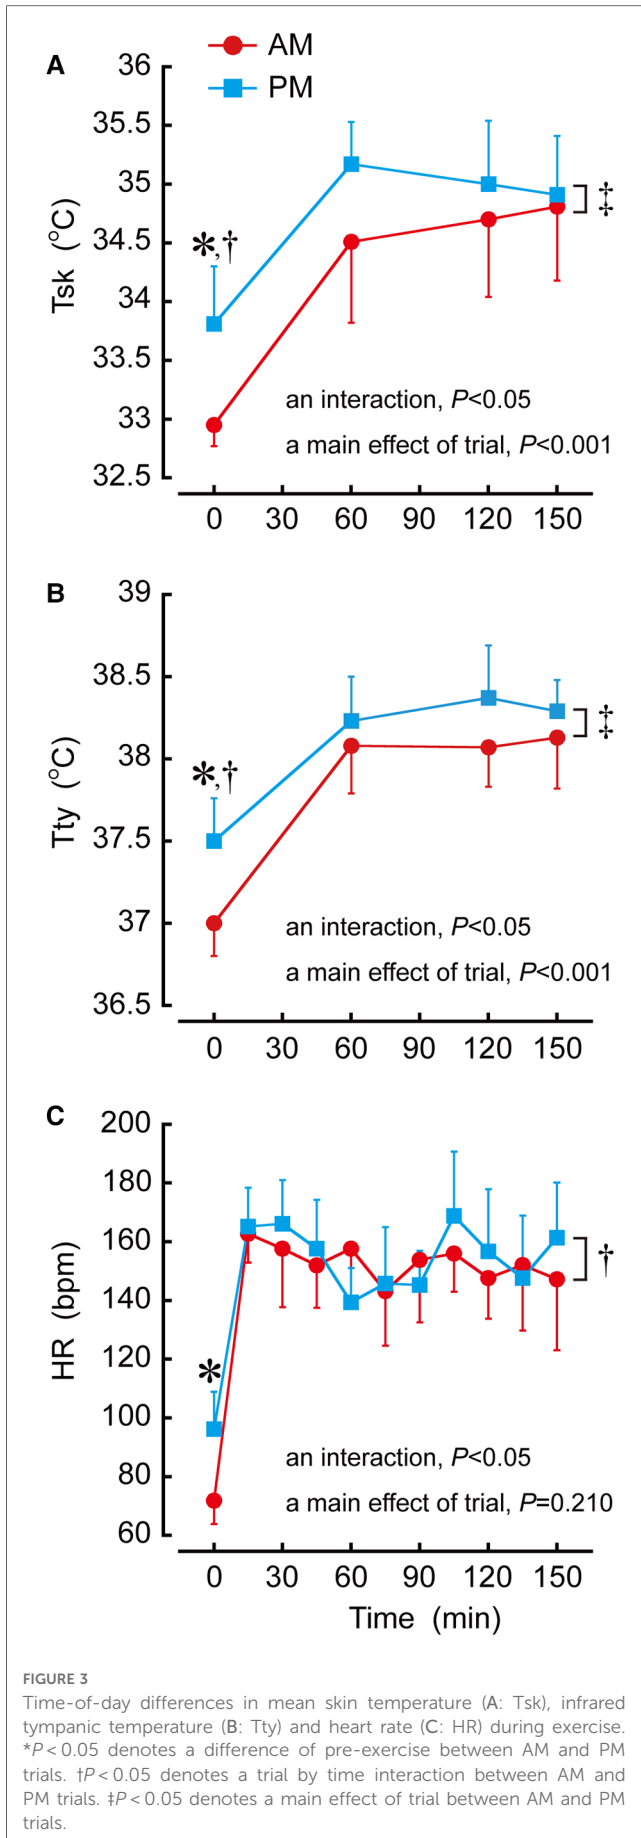 AM
PM
A
36
35.5
35
34.5
34
33.5
33
32.5
Tsk (°C)
*,†
‡
an interaction, P<0.05
a main effect of trial, P<0.001
0 30 60 90 120 150
B
39
38.5
38
37.5
37
36.5
Tty (°C)
*,†
‡
an interaction, P<0.05
a main effect of trial, P<0.001
0 30 60 90 120 150
C
200
180
160
140
120
100
80
60
HR (bpm)
*
†
an interaction, P<0.05
a main effect of trial, P=0.210
0 30 60 90 120 150
Time (min)
FIGURE 3
Time-of-day differences in mean skin temperature (A: Tsk), infrared
tympanic temperature (B: Tty) and heart rate (C: HR) during exercise.
*P < 0.05 denotes a difference of pre-exercise between AM and PM
trials. †P < 0.05 denotes a trial by time interaction between AM and
PM trials. ‡P < 0.05 denotes a main effect of trial between AM and PM
trials.